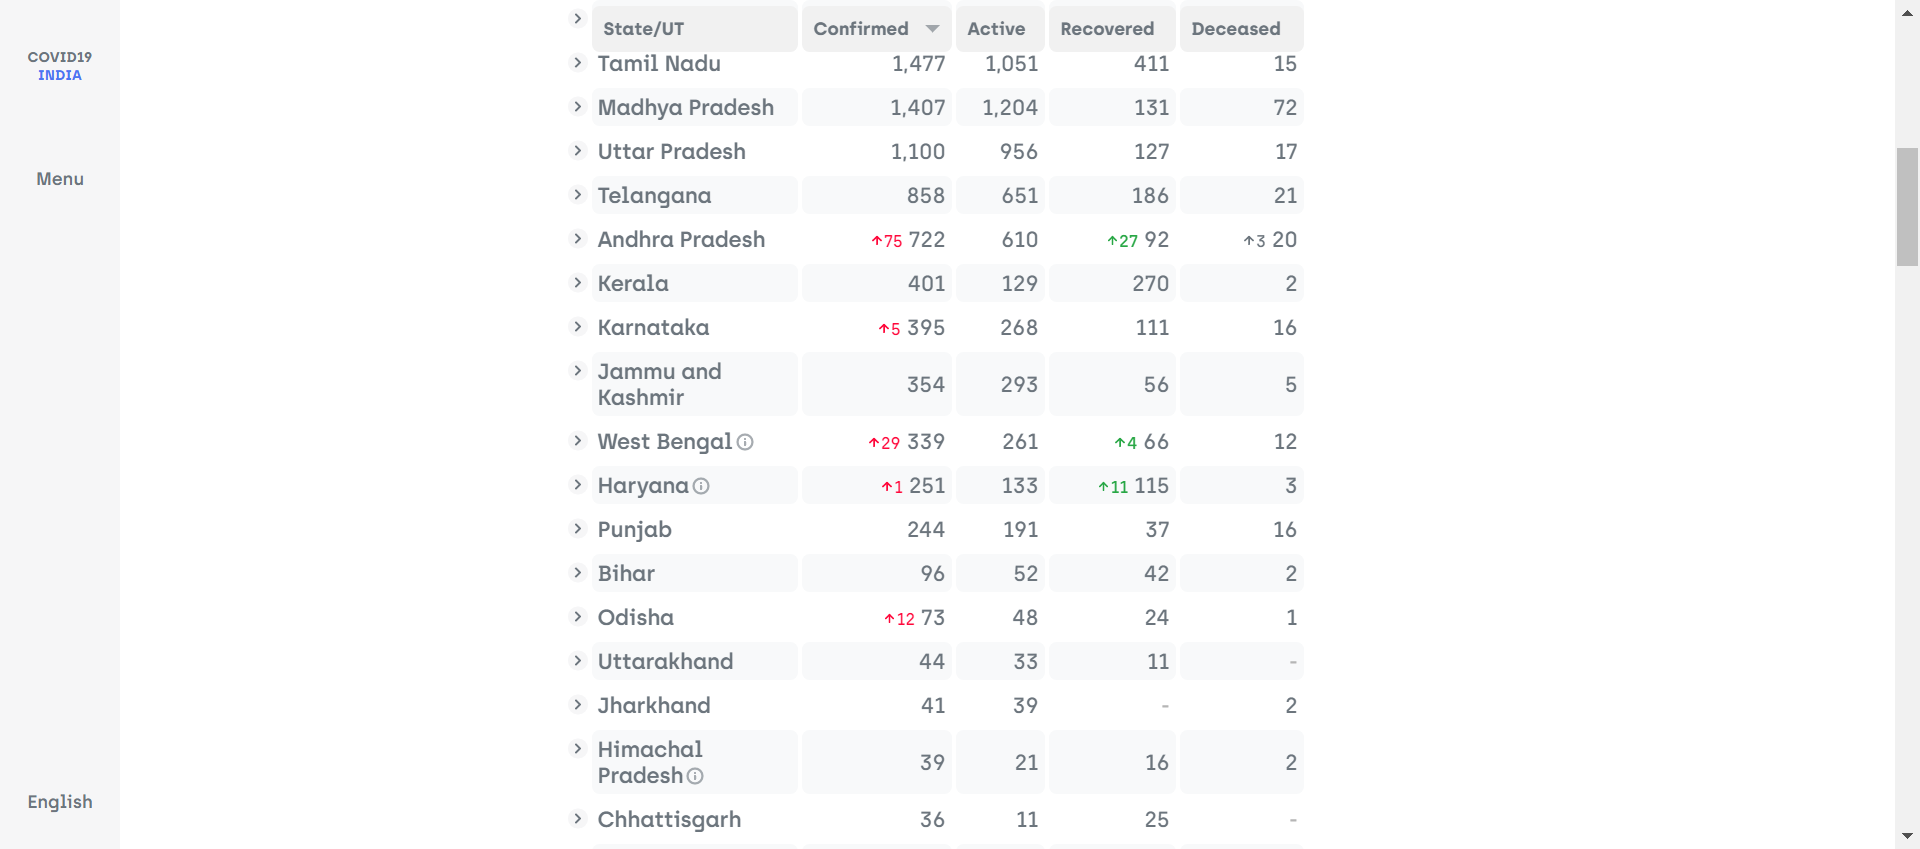 COVID19
INDIA
Menu
English
State/UT Confirmed Active Recovered Deceased
Tamil Nadu 1,477 1,051 411 15
Madhya Pradesh 1,407 1,204 131 72
Uttar Pradesh 1,100 956 127 17
Telangana 858 651 186 21
Andhra Pradesh ↑75 722 610 ↑27 92 ↑3 20
Kerala 401 129 270 2
Karnataka ↑5 395 268 111 16
Jammu and
Kashmir 354 293 56 5
West Bengal ↑29 339 261 ↑4 66 12
Haryana ↑1 251 133 ↑11 115 3
Punjab 244 191 37 16
Bihar 96 52 42 2
Odisha ↑12 73 48 24 1
Uttarakhand 44 33 11 -
Jharkhand 41 39 - 2
Himachal
Pradesh 39 21 16 2
Chhattisgarh 36 11 25 -